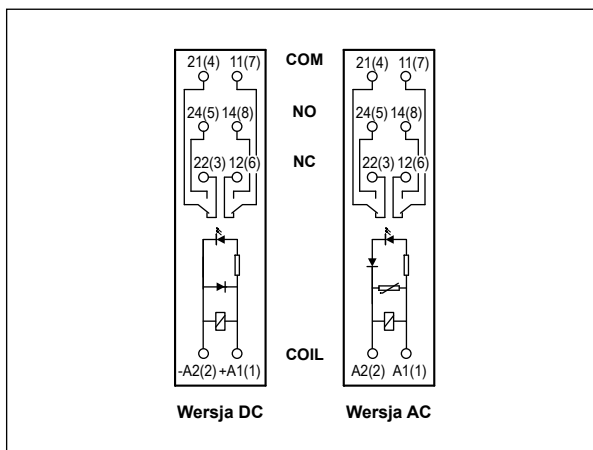 21(4) 11(7) COM 21(4) 11(7)
24(5) 14(8) NO 24(5) 14(8)
22(3) 12(6) NC 22(3) 12(6)
COIL
-A2(2) +A1(1) A2(2) A1(1)
Wersja DC Wersja AC